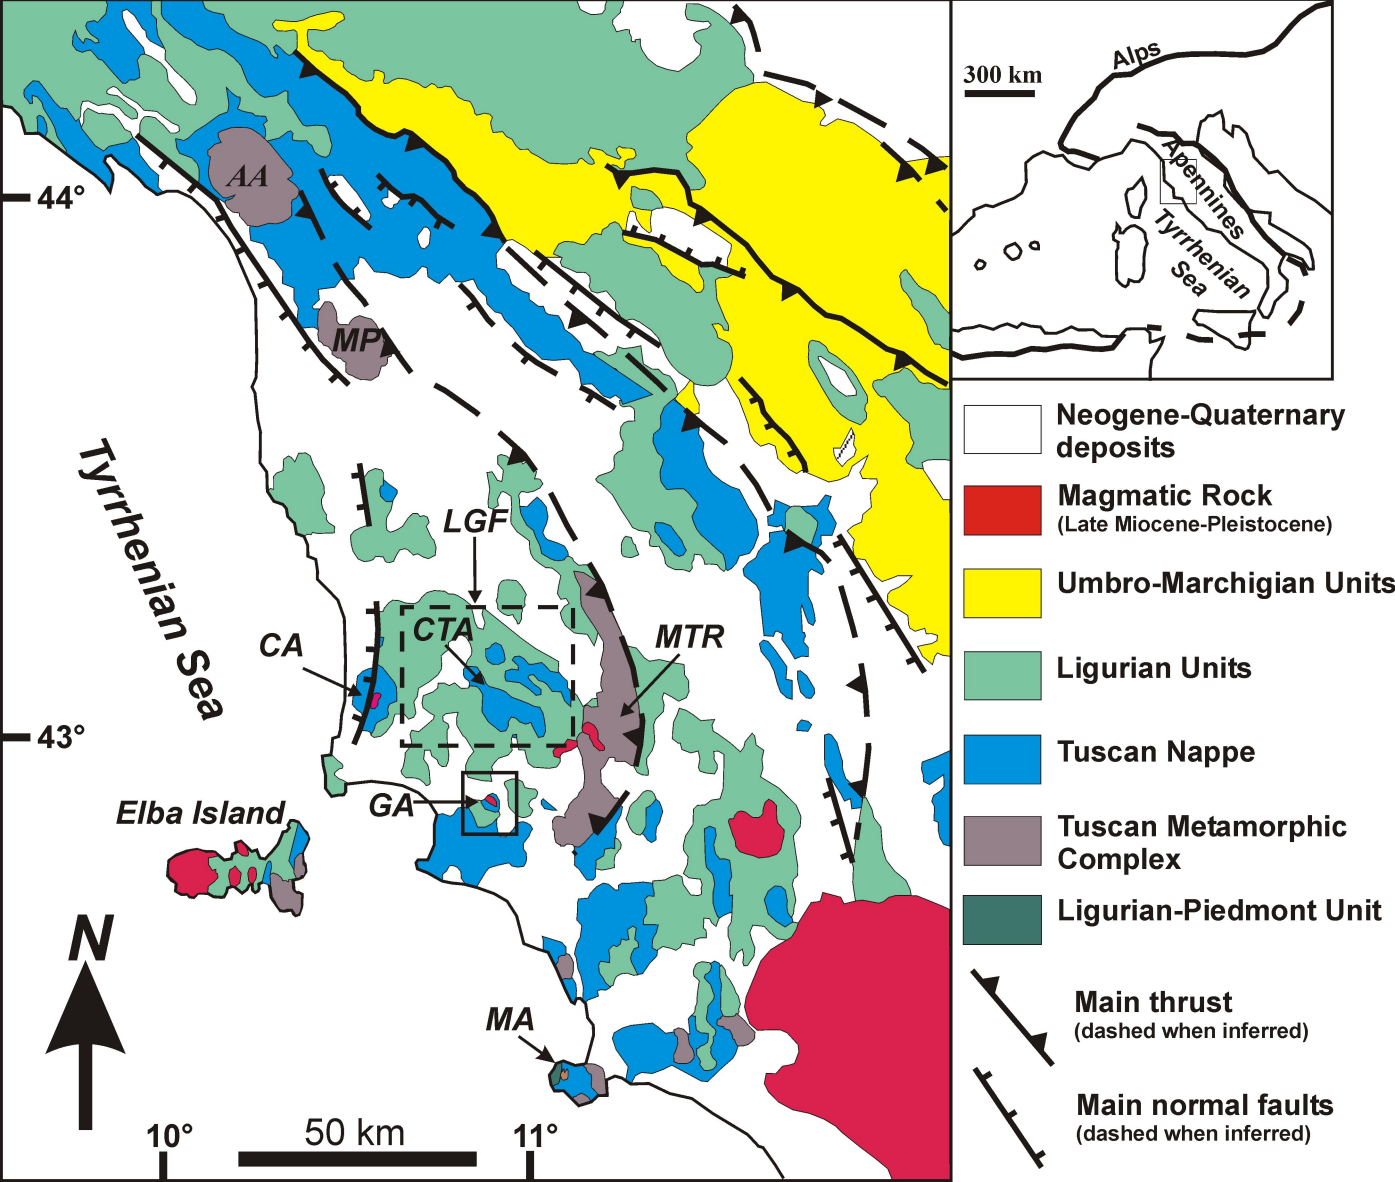 AA
44°
MP
Tyrrhenian Sea
LGF
CTA
CA
MTR
43°
GA
Elba Island
N
MA
10°
50 km
11°
300 km
Alps
Apennines
Tyrrhenian
Sea
Neogene-Quaternary
deposits
Magmatic Rock
(Late Miocene-Pleistocene)
Umbro-Marchigian Units
Ligurian Units
Tuscan Nappe
Tuscan Metamorphic
Complex
Ligurian-Piedmont Unit
Main thrust
(dashed when inferred)
Main normal faults
(dashed when inferred)